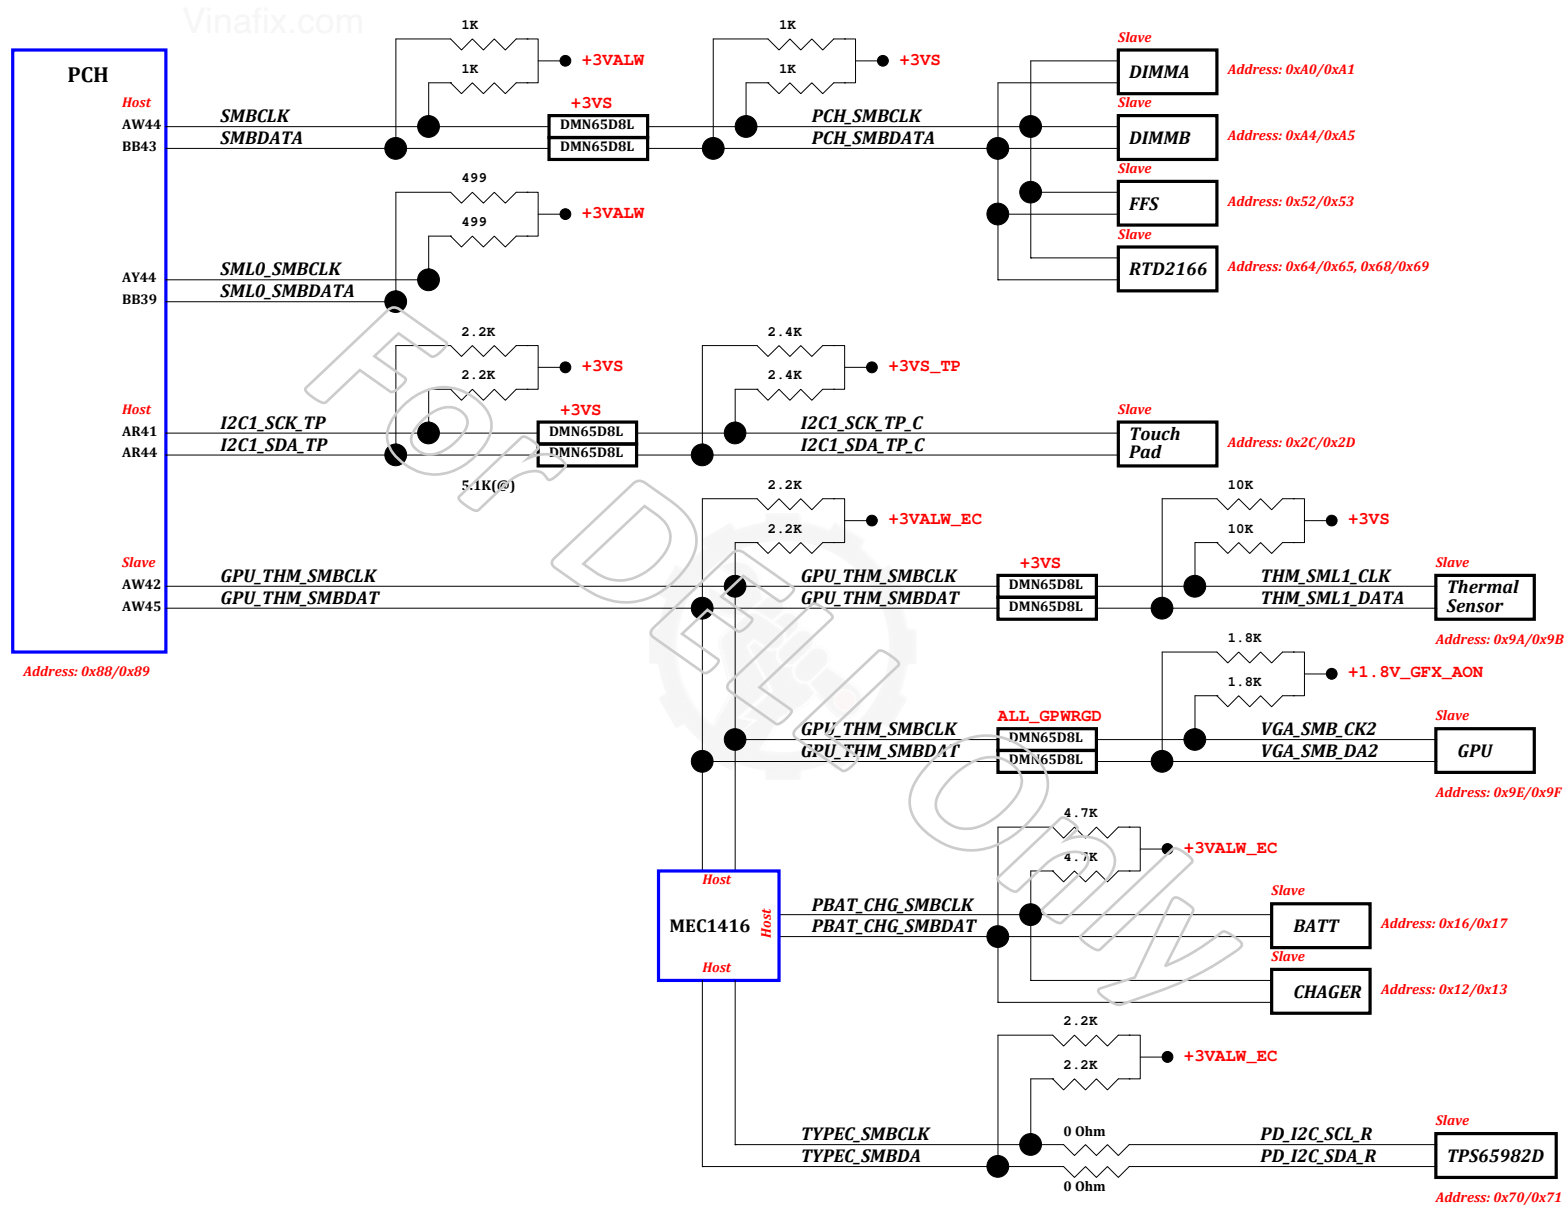 Vinafix.com
1K
1K
1K
1K
+3VALW
+3VS
PCH
Host
AW44
BB43
SMBCLK
SMBDATA
+3VS
DMN65D8L
DMN65D8L
PCH_SMBCLK
PCH_SMBDATA
Slave
DIMMA
Address: 0xA0/0xA1
Slave
DIMMB
Address: 0xA4/0xA5
Slave
FFS
Address: 0x52/0x53
Slave
RTD2166
Address: 0x64/0x65, 0x68/0x69
499
499
+3VALW
AY44
BB39
SML0_SMBCLK
SML0_SMBDATA
2.2K
2.2K
+3VS
2.4K
2.4K
+3VS_TP
Host
AR41
AR44
I2C1_SCK_TP
I2C1_SDA_TP
+3VS
DMN65D8L
DMN65D8L
I2C1_SCK_TP_C
I2C1_SDA_TP_C
Slave
Touch
Pad
Address: 0x2C/0x2D
5.1K(@)
2.2K
2.2K
+3VALW_EC
10K
10K
+3VS
Slave
AW42
AW45
GPU_THM_SMBCLK
GPU_THM_SMBDAT
GPU_THM_SMBCLK
GPU_THM_SMBDAT
+3VS
DMN65D8L
DMN65D8L
THM_SML1_CLK
THM_SML1_DATA
Slave
Thermal
Sensor
Address: 0x9A/0x9B
Address: 0x88/0x89
1.8K
1.8K
+1.8V_GFX_AON
GPU_THM_SMBCLK
GPU_THM_SMBDAT
ALL_GPWRGD
DMN65D8L
DMN65D8L
VGA_SMB_CK2
VGA_SMB_DA2
Slave
GPU
Address: 0x9E/0x9F
4.7K
4.7K
+3VALW_EC
Host
MEC1416
Host
Host
PBAT_CHG_SMBCLK
PBAT_CHG_SMBDAT
Slave
BATT
Address: 0x16/0x17
Slave
CHAGER
Address: 0x12/0x13
2.2K
2.2K
+3VALW_EC
TYPEC_SMBCLK
TYPEC_SMBDA
0 Ohm
0 Ohm
PD_I2C_SCL_R
PD_I2C_SDA_R
Slave
TPS65982D
Address: 0x70/0x71
For DELL Only